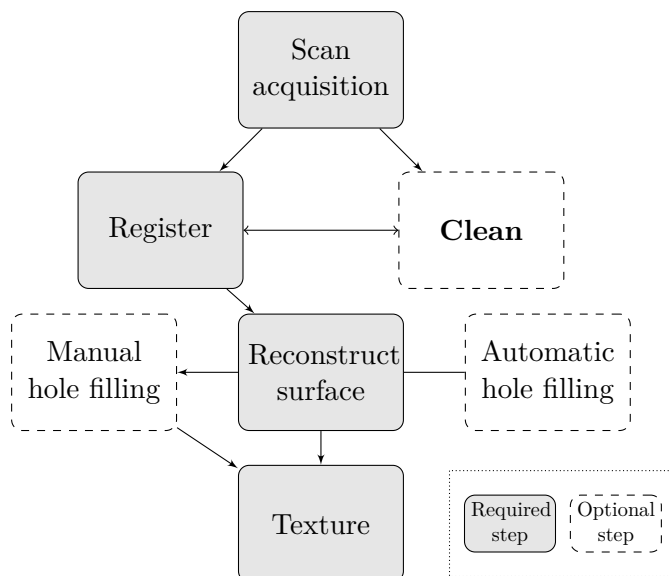 Scan
acquisition
Register
Clean
Manual
hole filling
Reconstruct
surface
Automatic
hole filling
Texture
Required
step
Optional
step